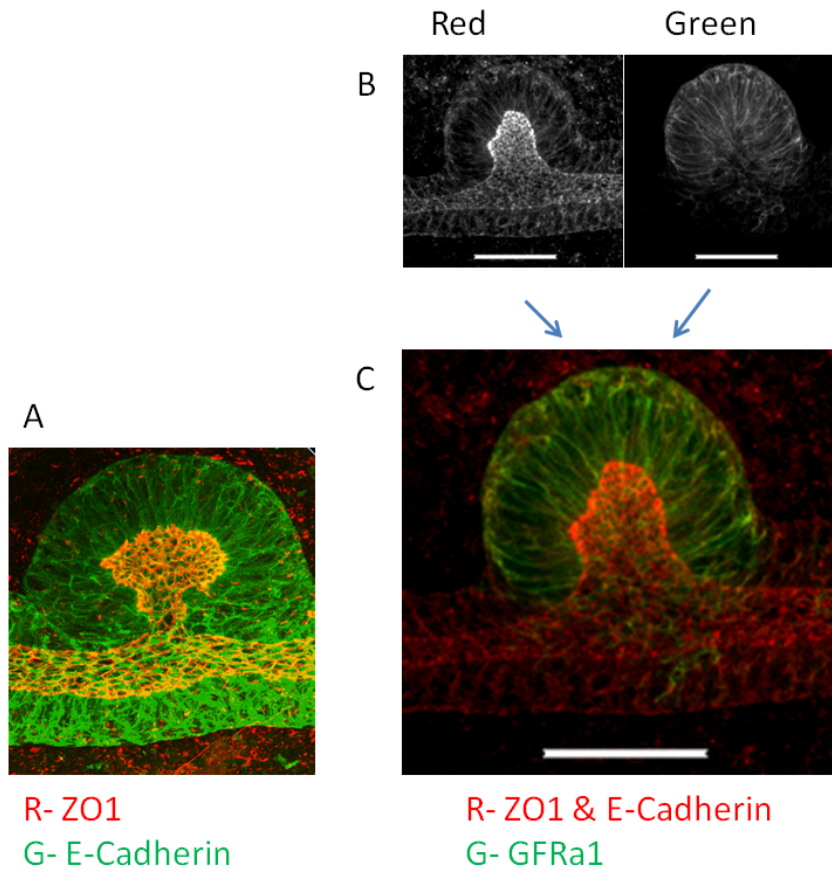 Red Green
B
C
A
R- ZO1
G- E-Cadherin
R- ZO1 & E-Cadherin
G- GFRa1